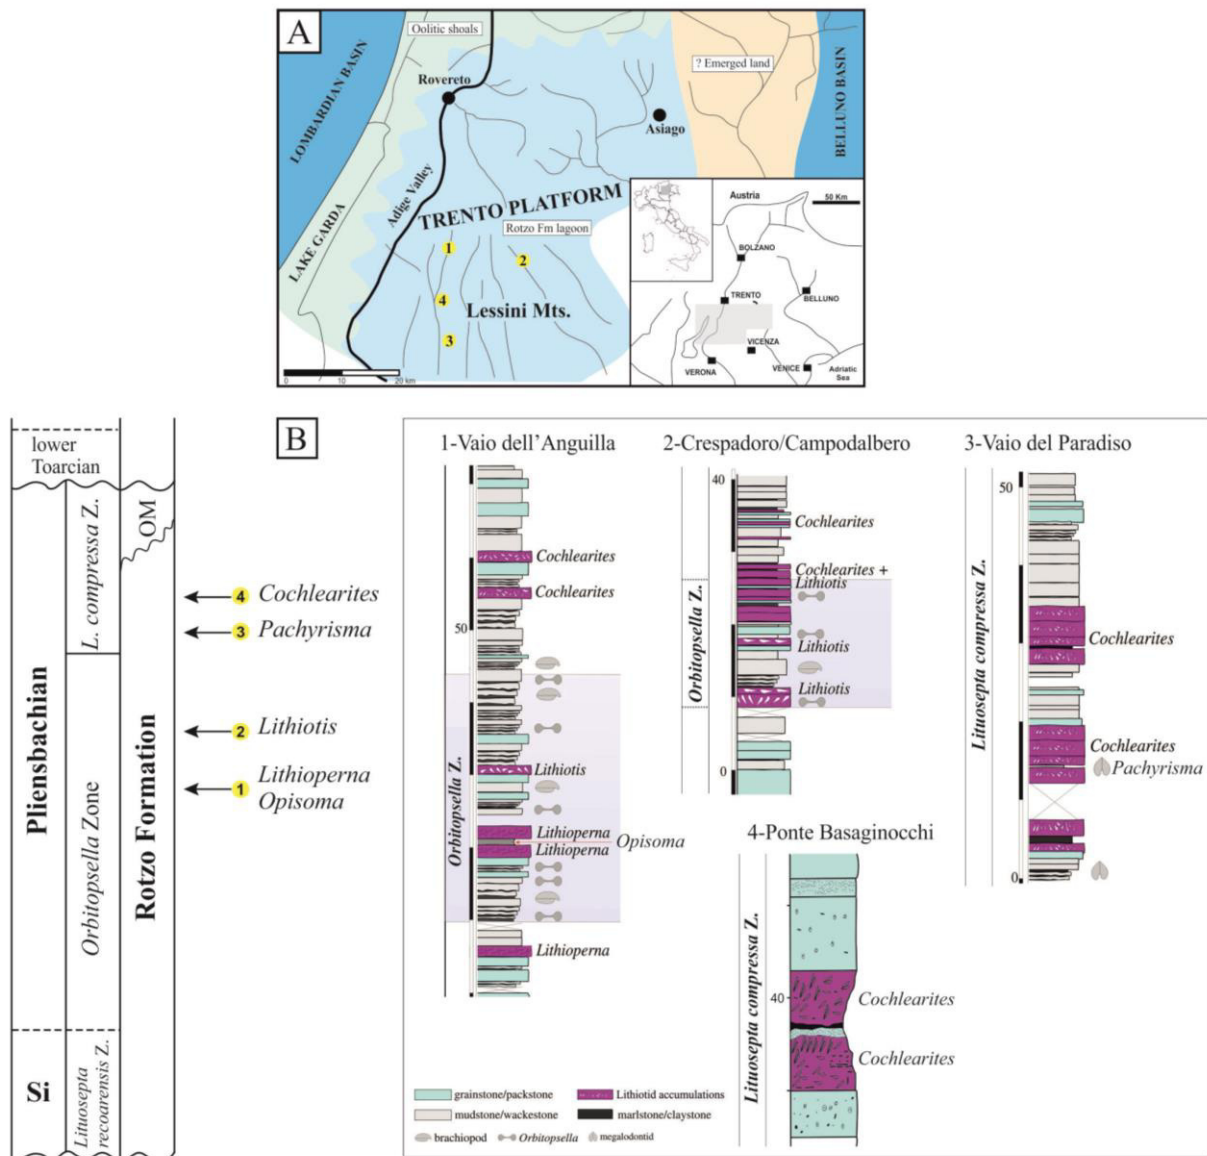 A
Oolitic shoals
? Emerged land
LOMBARDIAN BASIN
BELLUNO BASIN
Rovereto
Asiago
Adige Valley
LAKE GARDA
TRENTO PLATFORM
Rotzo Fm lagoon
1
2
4
3
Lessini Mts.
0 10 20 km
Austria
50 Km
BOLZANO
TRENTO
BELLUNO
VICENZA
VERONA
VENICE
Adriatic
Sea
B
lower
Toarcian
Pliensbachian
Si
L. compressa Z.
Orbitopsella Zone
Lituosepta
recoarensis Z.
OM
Rotzo Formation
4 Cochlearites
3 Pachyrisma
2 Lithiotis
1 Lithioperna
Opisoma
1-Vaio dell'Anguilla
50
Orbitopsella Z.
Cochlearites
Cochlearites
Lithiotis
Lithioperna
Opisoma
Lithioperna
Lithioperna
2-Crespadoro/Campodalbero
40
0
Orbitopsella Z.
Cochlearites
Cochlearites +
Lithiotis
Lithiotis
Lithiotis
3-Vaio del Paradiso
50
0
Lituosepta compressa Z.
Cochlearites
Cochlearites
Pachyrisma
4-Ponte Basaginocchi
Lituosepta compressa Z.
40
Cochlearites
Cochlearites
grainstone/packstone
Lithiotid accumulations
mudstone/wackestone
marlstone/claystone
brachiopod
Orbitopsella
megalodontid